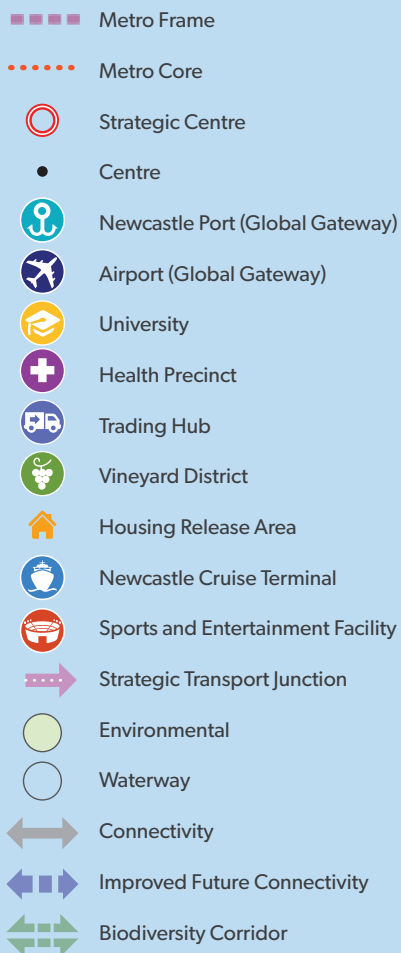 Metro Frame
Metro Core
Strategic Centre
Centre
Newcastle Port (Global Gateway)
Airport (Global Gateway)
University
Health Precinct
Trading Hub
Vineyard District
Housing Release Area
Newcastle Cruise Terminal
Sports and Entertainment Facility
Strategic Transport Junction
Environmental
Waterway
Connectivity
Improved Future Connectivity
Biodiversity Corridor